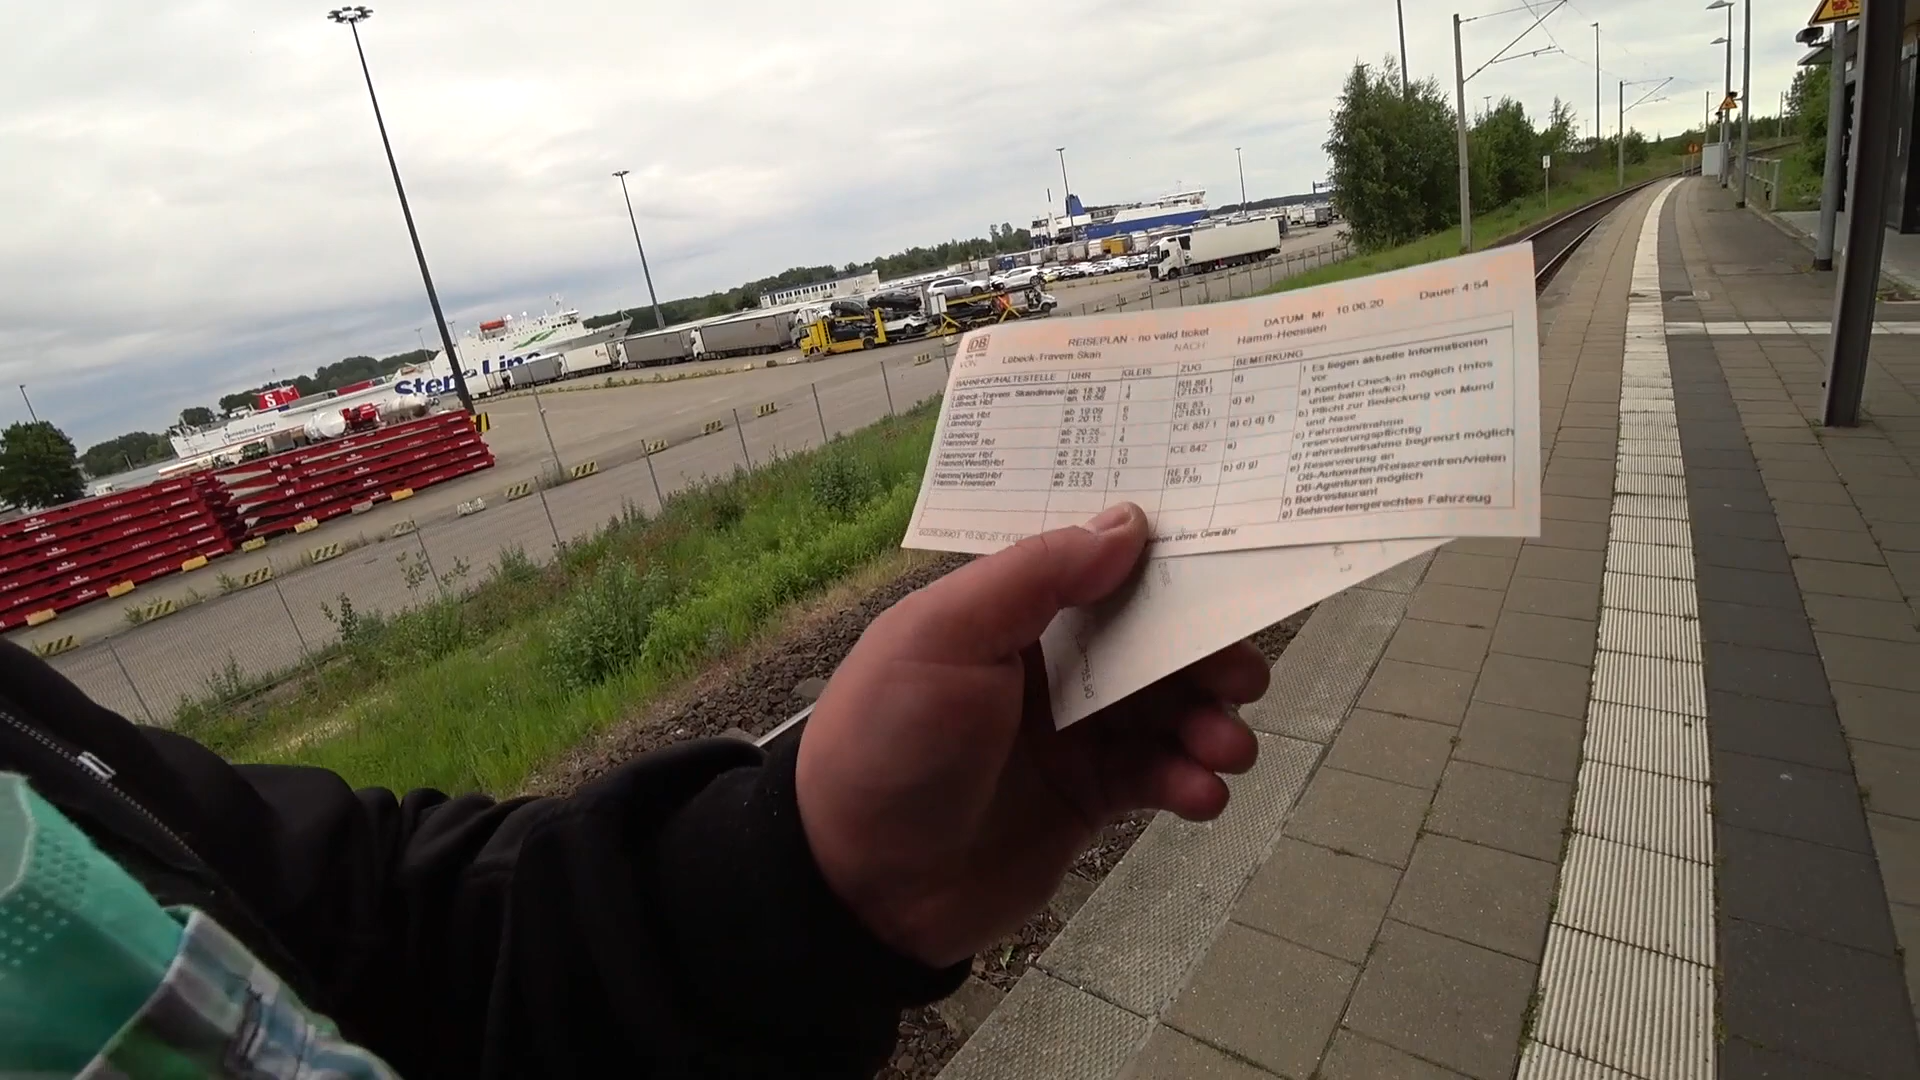 Stena Line
Connecting Europe
S
DB
REISEPLAN - no valid ticket
DATUM Mi 10.06.20
Dauer 4:54
VON
Lübeck-Travem Skan
NACH
Hamm-Heessen
BAHNHOF/HALTESTELLE UHR GLEIS ZUG BEMERKUNG
Lübeck-Travem Skandinavie ab 18:39 1 RB 86 d)
Lübeck Hbf an 18:56 4 (21531)
Lübeck Hbf ab 19:09 6 RE 83 d) e)
Lüneburg an 20:15 5 (21831)
Lüneburg ab 20:28 1 ICE 887 a) c) d) f)
Hannover Hbf an 21:23 4
Hannover Hbf ab 21:31 12 ICE 842 a)
Hamm(Westf)Hbf an 22:48 10
Hamm(Westf)Hbf ab 23:29 9 RE 6 b) d) g)
Hamm-Heessen an 23:33 1 (89739)
! Es liegen aktuelle Informationen
vor
a) Komfort Check-in möglich (Infos
unter bahn.de/kci)
b) Pflicht zur Bedeckung von Mund
und Nase
c) Fahrradmitnahme
reservierungspflichtig
d) Fahrradmitnahme begrenzt möglich
e) Reservierung an
DB-Automaten/Reisezentren/vielen
DB-Agenturen möglich
f) Bordrestaurant
g) Behindertengerechtes Fahrzeug
ohne Gewähr